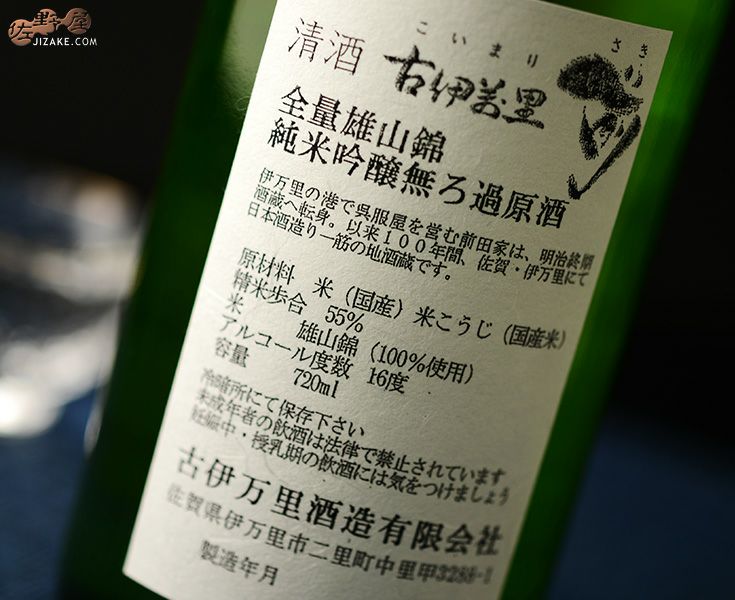 佐野屋
JIZAKE.COM
こいまり さき
清酒 古伊万里
全量雄山錦
純米吟醸無ろ過原酒
伊万里の港で呉服屋を営む前田家は、明治終期
酒蔵へ転身。以来100年間、佐賀・伊万里にて
日本酒造り一筋の地酒蔵です。
原材料 米（国産）米こうじ（国産米）
精米歩合 55%
米 雄山錦（100%使用）
アルコール度数 16度
容量 720ml
冷暗所にて保存下さい
未成年者の飲酒は法律で禁止されています
妊娠中・授乳期の飲酒には気をつけましょう
古伊万里酒造有限会社
佐賀県伊万里市二里町中里甲3288-1
製造年月